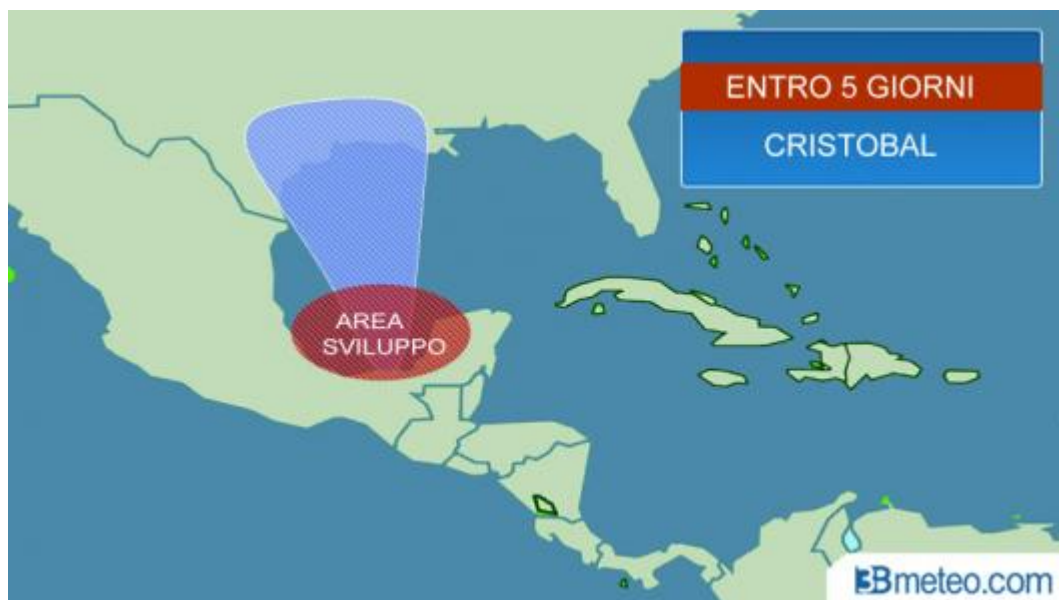 ENTRO 5 GIORNI
CRISTOBAL
AREA
SVILUPPO
3Bmeteo.com